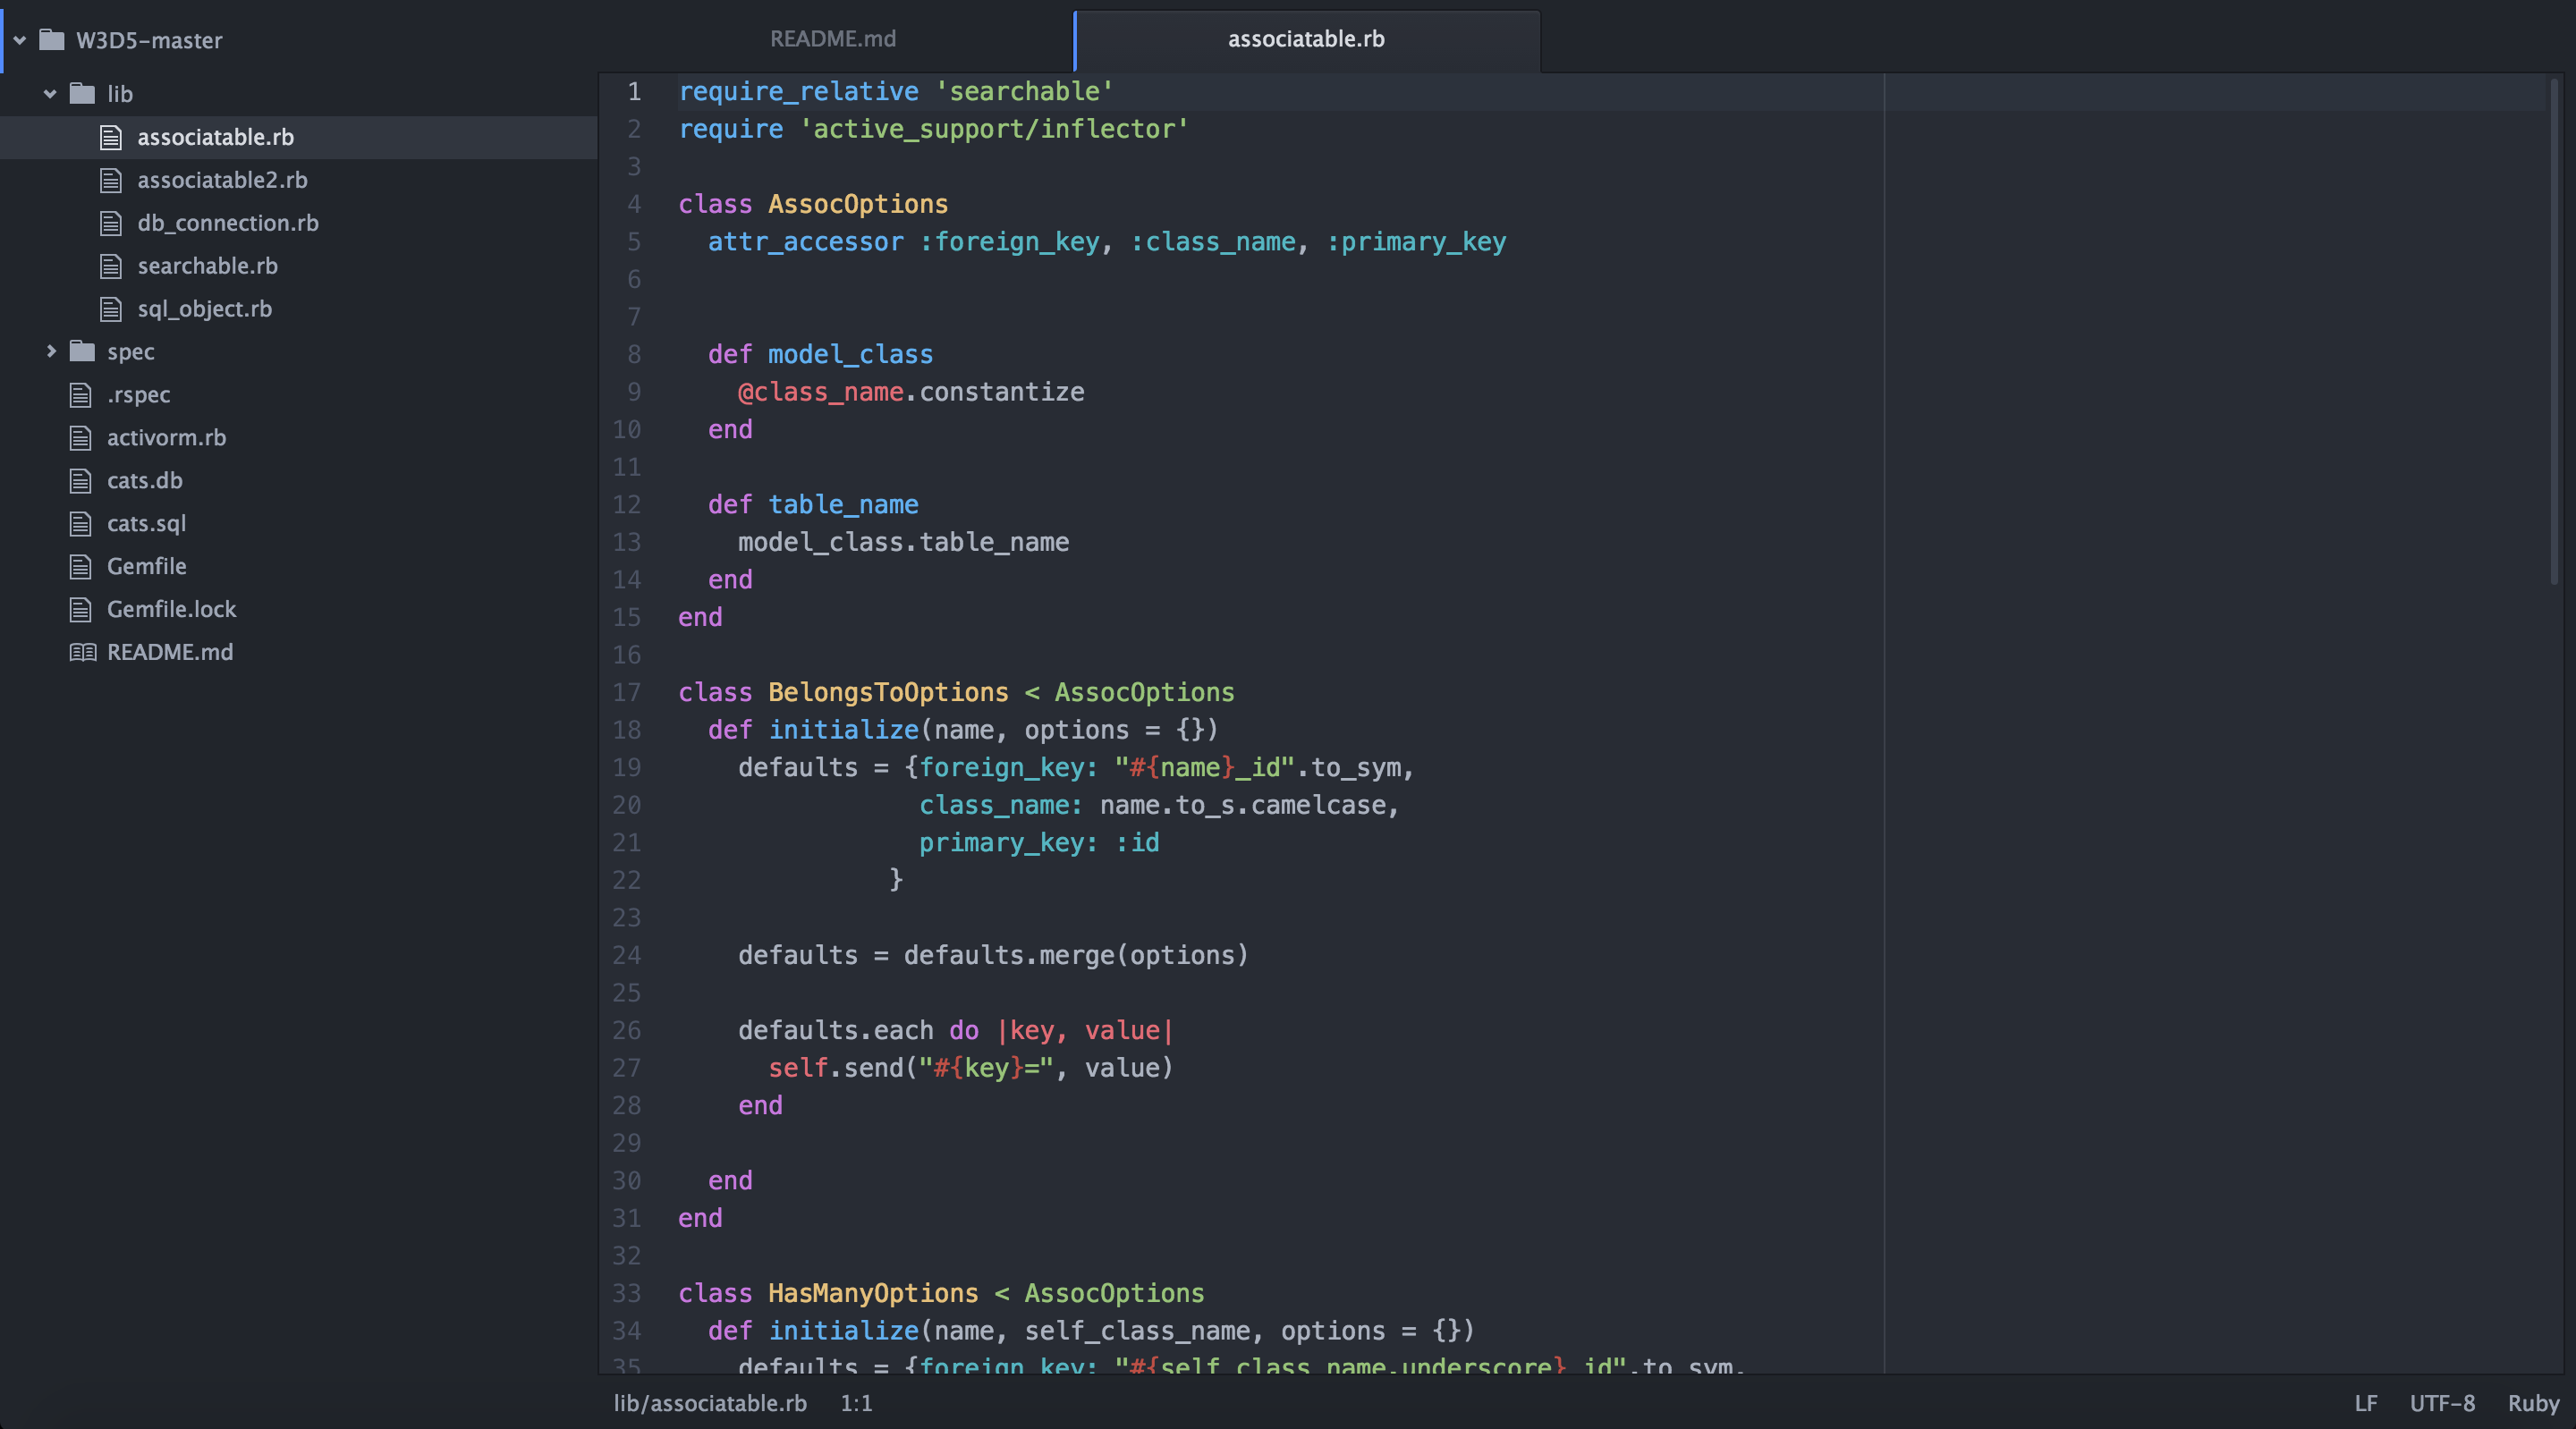 W3D5-master
lib
associatable.rb
associatable2.rb
db_connection.rb
searchable.rb
sql_object.rb
spec
.rspec
activorm.rb
cats.db
cats.sql
Gemfile
Gemfile.lock
README.md
README.md
associatable.rb
1 require_relative 'searchable'
2 require 'active_support/inflector'
3
4 class AssocOptions
5   attr_accessor :foreign_key, :class_name, :primary_key
6
7
8   def model_class
9     @class_name.constantize
10   end
11
12   def table_name
13     model_class.table_name
14   end
15 end
16
17 class BelongsToOptions < AssocOptions
18   def initialize(name, options = {})
19     defaults = {foreign_key: "#{name}_id".to_sym,
20                 class_name: name.to_s.camelcase,
21                 primary_key: :id
22               }
23
24     defaults = defaults.merge(options)
25
26     defaults.each do |key, value|
27       self.send("#{key}=", value)
28     end
29
30   end
31 end
32
33 class HasManyOptions < AssocOptions
34   def initialize(name, self_class_name, options = {})
35     defaults = {foreign_key: "#{self_class_name.underscore}_id".to_sym,
lib/associatable.rb 1:1
LF UTF-8 Ruby